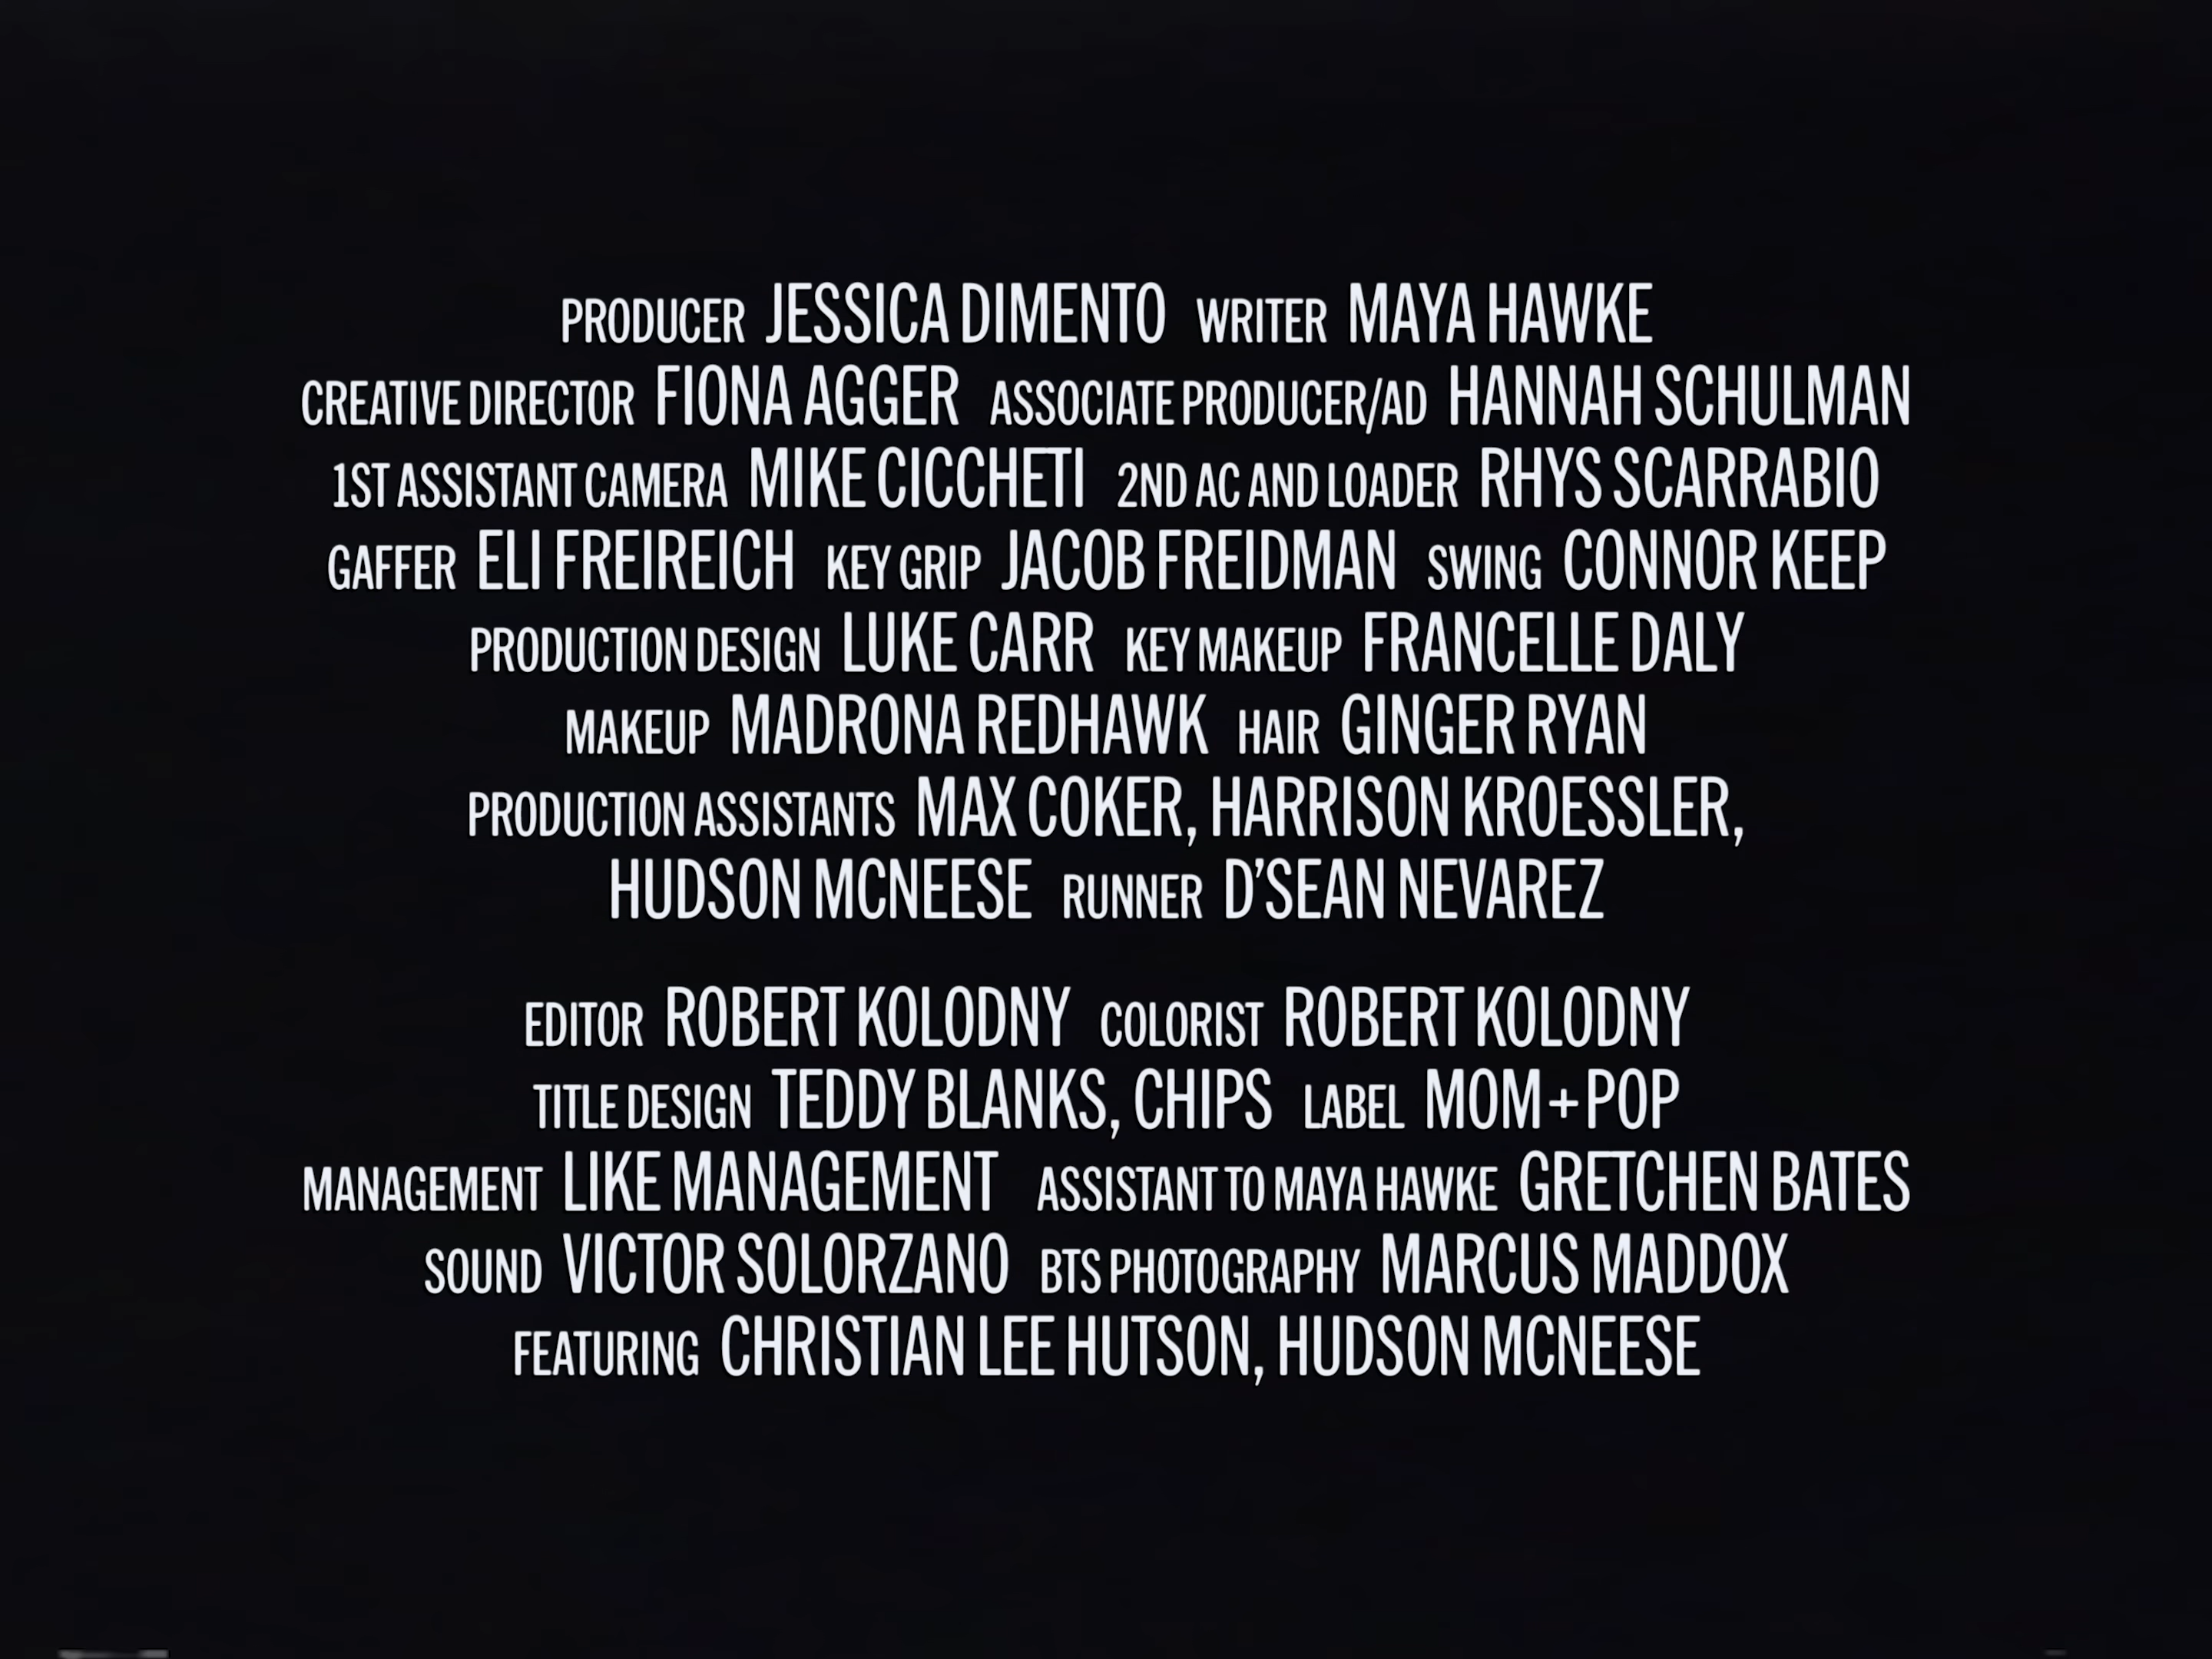 PRODUCER JESSICA DIMENTO WRITER MAYA HAWKE
CREATIVE DIRECTOR FIONA AGGER ASSOCIATE PRODUCER/AD HANNAH SCHULMAN
1ST ASSISTANT CAMERA MIKE CICCHETI 2ND AC AND LOADER RHYS SCARRABIO
GAFFER ELI FREIREICH KEY GRIP JACOB FREIDMAN SWING CONNOR KEEP
PRODUCTION DESIGN LUKE CARR KEY MAKEUP FRANCELLE DALY
MAKEUP MADRONA REDHAWK HAIR GINGER RYAN
PRODUCTION ASSISTANTS MAX COKER, HARRISON KROESSLER,
HUDSON MCNEESE RUNNER D’SEAN NEVAREZ
EDITOR ROBERT KOLODNY COLORIST ROBERT KOLODNY
TITLE DESIGN TEDDY BLANKS, CHIPS LABEL MOM+POP
MANAGEMENT LIKE MANAGEMENT ASSISTANT TO MAYA HAWKE GRETCHEN BATES
SOUND VICTOR SOLORZANO BTS PHOTOGRAPHY MARCUS MADDOX
FEATURING CHRISTIAN LEE HUTSON, HUDSON MCNEESE